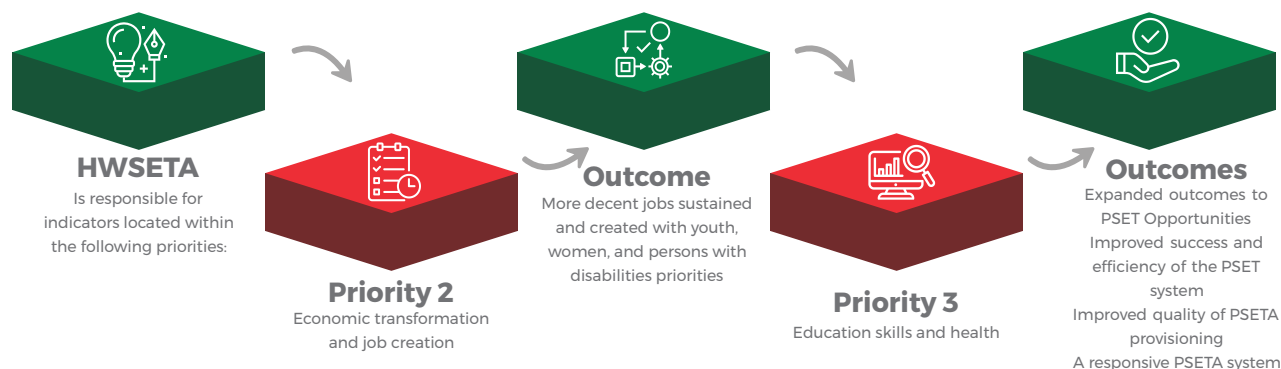 HWSETA
Is responsible for
indicators located within
the following priorities:
Priority 2
Economic transformation
and job creation
Outcome
More decent jobs sustained
and created with youth,
women, and persons with
disabilities priorities
Priority 3
Education skills and health
Outcomes
Expanded outcomes to
PSET Opportunities
Improved success and
efficiency of the PSET
system
Improved quality of PSETA
provisioning
A responsive PSETA system